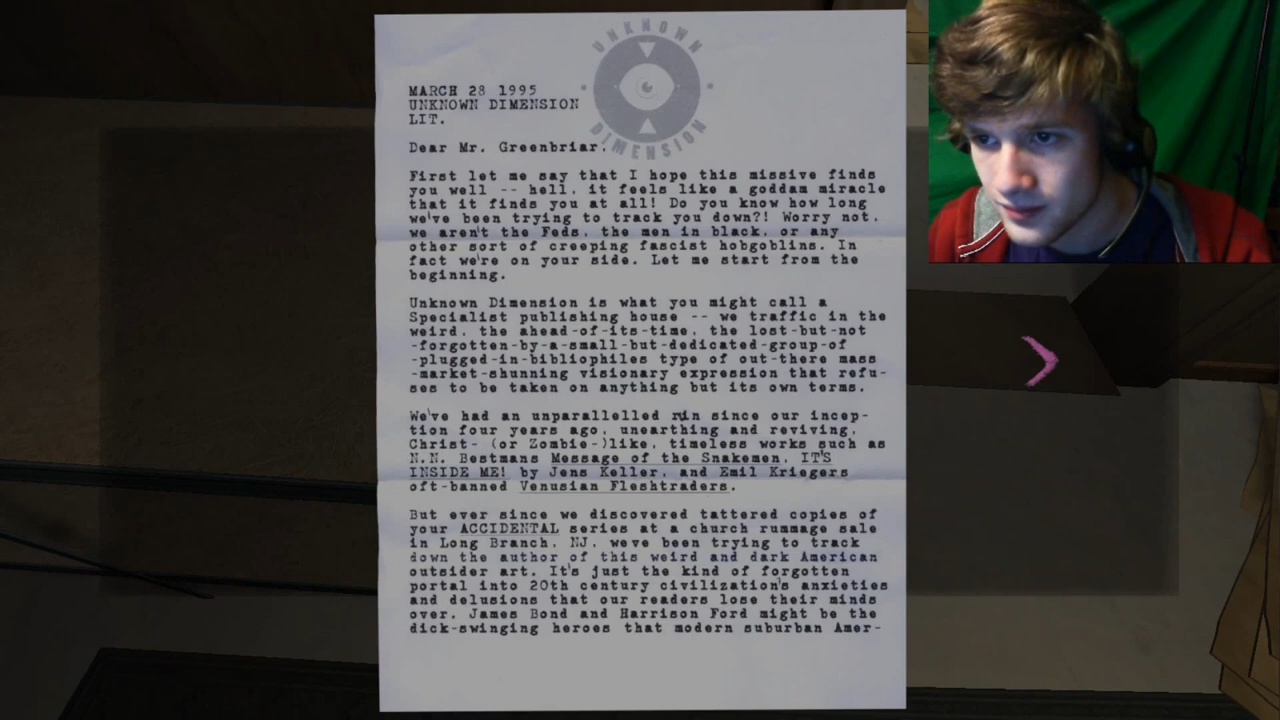 UNKNOWN
DIMENSION
MARCH 28 1995
UNKNOWN DIMENSION
LIT.
Dear Mr. Greenbriar,
First let me say that I hope this missive finds
you well -- hell, it feels like a goddam miracle
that it finds you at all! Do you know how long
we've been trying to track you down?! Worry not,
we aren't the Feds, the men in black, or any
other sort of creeping fascist hobgoblins. In
fact we're on your side. Let me start from the
beginning.
Unknown Dimension is what you might call a
Specialist publishing house -- we traffic in the
weird, the ahead-of-its-time, the lost-but-not
-forgotten-by-a-small-but-dedicated-group-of
-plugged-in-bibliophiles type of out-there mass
-market-shunning visionary expression that refu-
ses to be taken on anything but its own terms.
We've had an unparallelled run since our incep-
tion four years ago, unearthing and reviving,
Christ- (or Zombie-)like, timeless works such as
N.N. Bestmans Message of the Snakemen, IT'S
INSIDE ME! by Jens Keller, and Emil Kriegers
oft-banned Venusian Fleshtraders.
But ever since we discovered tattered copies of
your ACCIDENTAL series at a church rummage sale
in Long Branch, NJ, weve been trying to track
down the author of this weird and dark American
outsider art. It's just the kind of forgotten
portal into 20th century civilization's anxieties
and delusions that our readers lose their minds
over. James Bond and Harrison Ford might be the
dick-swinging heroes that modern suburban Amer-